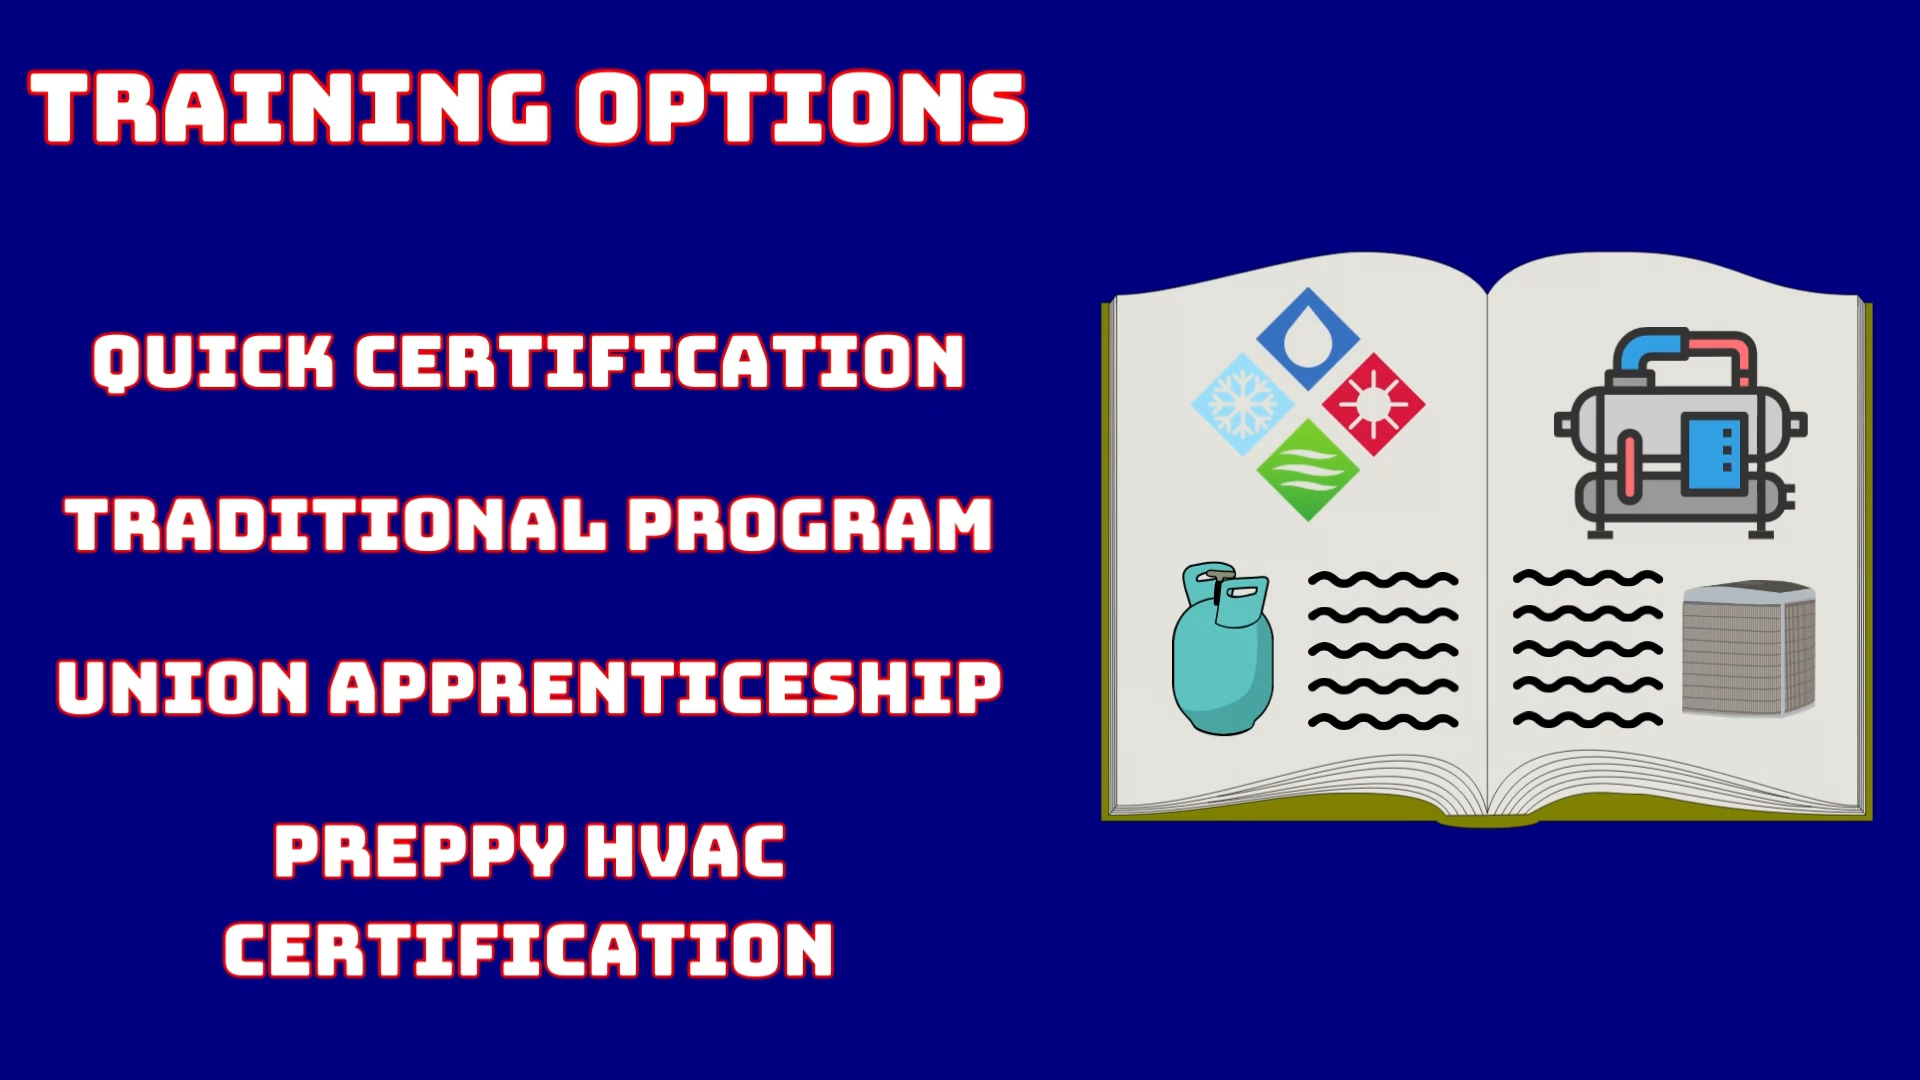 TRAINING OPTIONS
QUICK CERTIFICATION
TRADITIONAL PROGRAM
UNION APPRENTICESHIP
PREPPY HVAC
CERTIFICATION